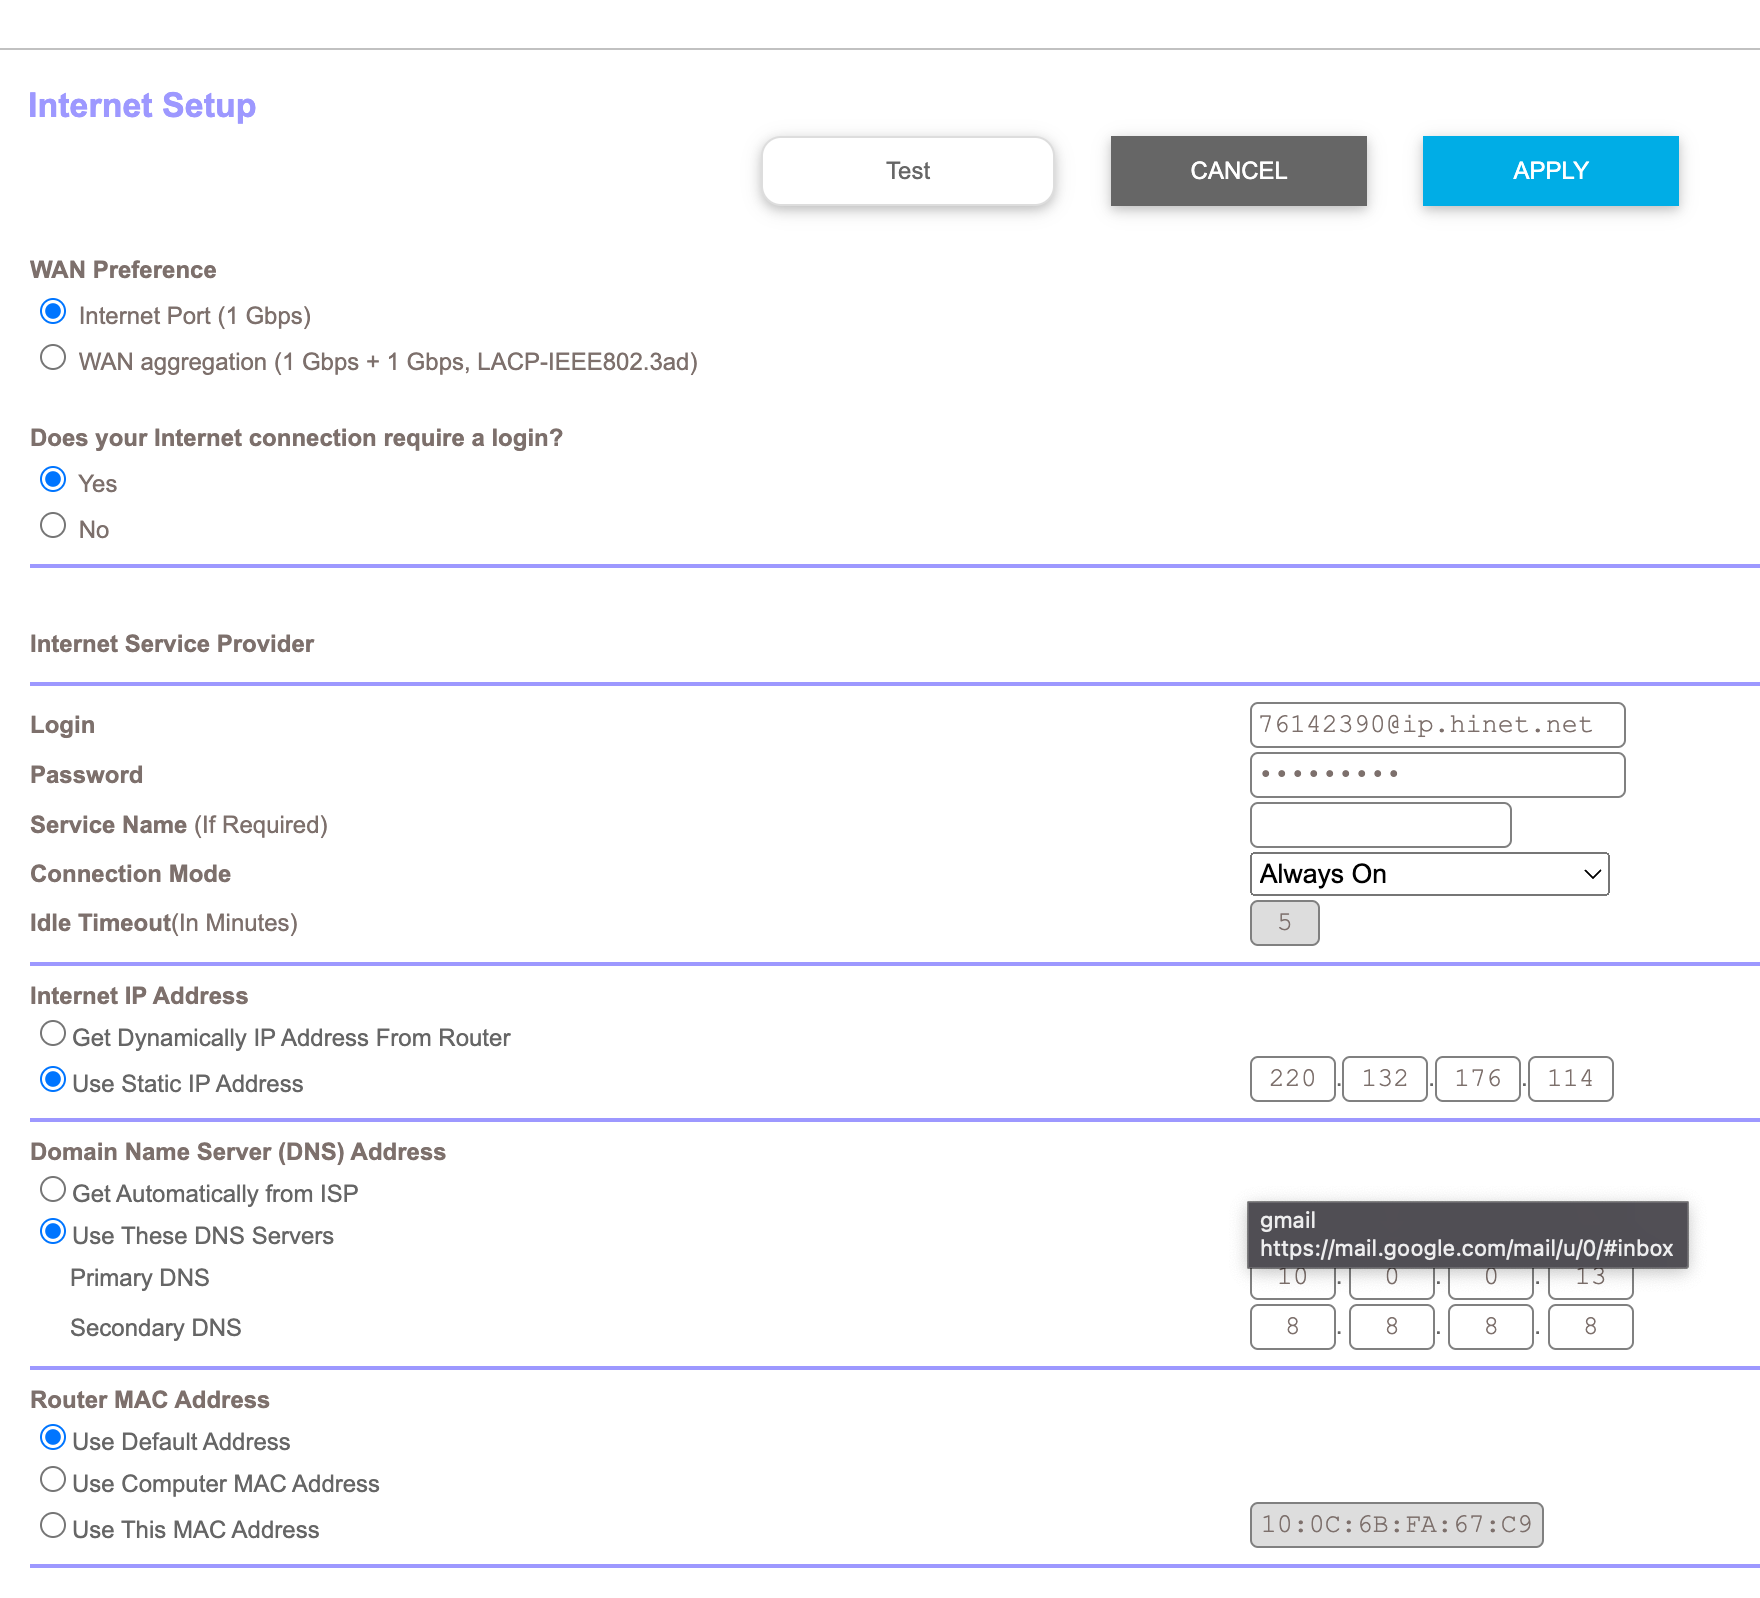 Internet Setup
Test CANCEL APPLY
WAN Preference
Internet Port (1 Gbps)
WAN aggregation (1 Gbps + 1 Gbps, LACP-IEEE802.3ad)
Does your Internet connection require a login?
Yes
No
Internet Service Provider
Login 76142390@ip.hinet.net
Password •••••••••
Service Name (If Required)
Connection Mode Always On
Idle Timeout(In Minutes) 5
Internet IP Address
Get Dynamically IP Address From Router
Use Static IP Address 220.132.176.114
Domain Name Server (DNS) Address
Get Automatically from ISP
gmail
Use These DNS Servers
https://mail.google.com/mail/u/0/#inbox
Primary DNS 10.0.0.13
Secondary DNS 8.8.8.8
Router MAC Address
Use Default Address
Use Computer MAC Address
Use This MAC Address 10:0C:6B:FA:67:C9